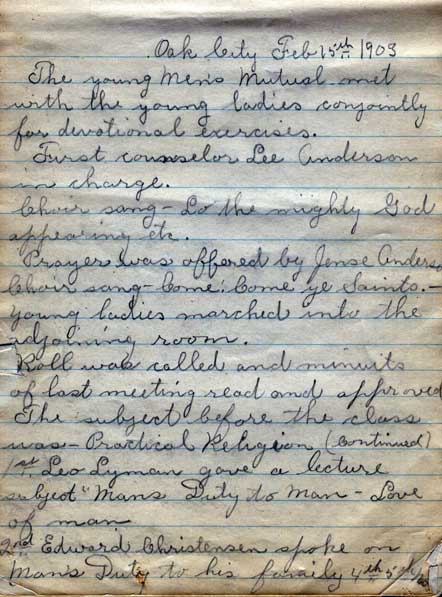 Oak City Feb 15th 1903
The young Men's Mutual met
with the young ladies conjointly
for devotional exercises.
First counselor Lee Anderson
in charge.
Choir sang - Lo the mighty God
appearing etc.
Prayer was offered by Jense Anders
Choir sang - Come, Come ye Saints. -
Young ladies marched into the
adjoining room.
Roll was called and minuits
of last meeting read and approved
The subject before the class
was - Practical Religion (Continued)
1st Leo Lyman gave a lecture
subject "Mans Duty to Man - Love
of man
2nd Edward Christensen spoke on
Man's Duty to his family 4th 5th